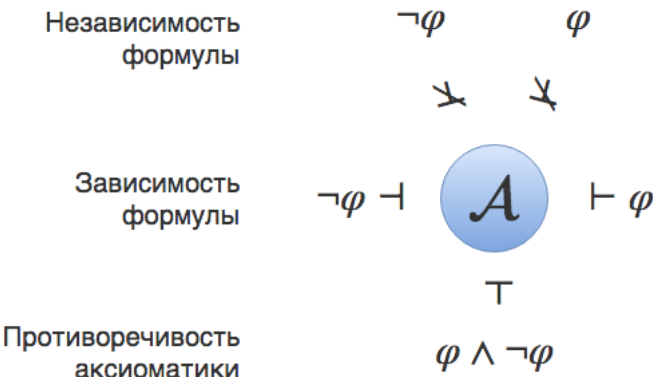 Независимость
формулы
¬φ φ
⊬ ⊬
Зависимость
формулы
¬φ ⊣ 𝒜 ⊢ φ
⊤
Противоречивость
аксиоматики
φ ∧ ¬φ